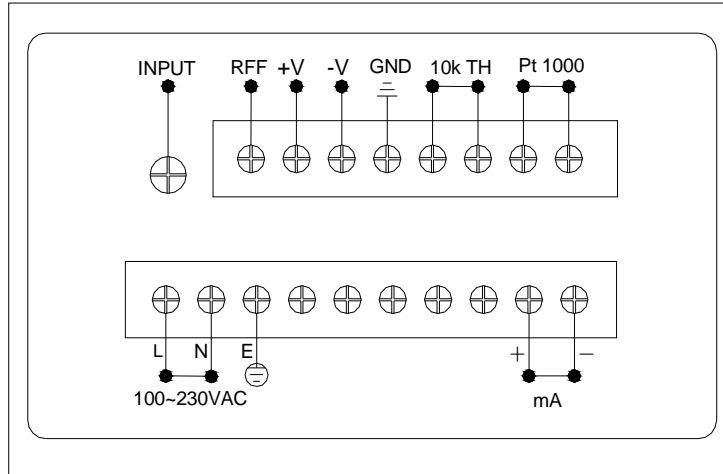 INPUT RFF +V -V GND 10k TH Pt 1000
L N E + −
100~230VAC mA